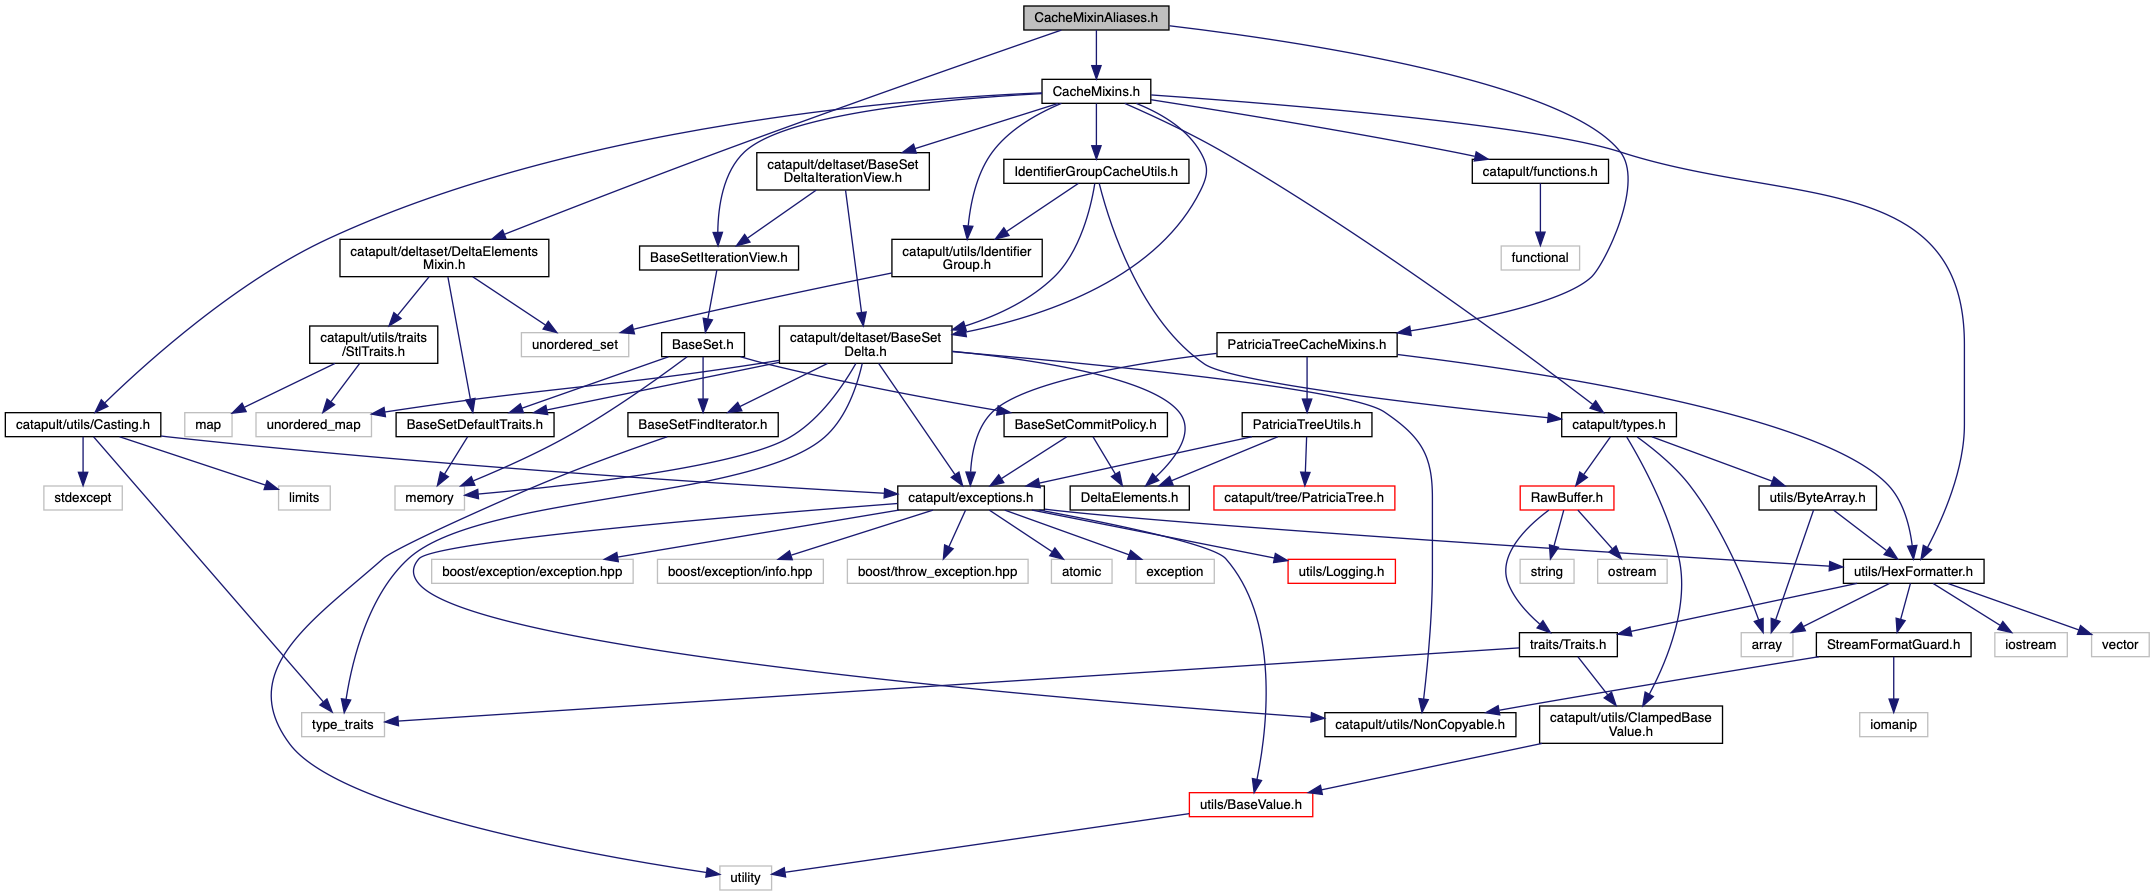 CacheMixinAliases.h
CacheMixins.h
catapult/deltaset/BaseSet
DeltaIterationView.h
IdentifierGroupCacheUtils.h
catapult/functions.h
catapult/deltaset/DeltaElements
Mixin.h
BaseSetIterationView.h
catapult/utils/Identifier
Group.h
functional
catapult/utils/traits
/StlTraits.h
unordered_set
BaseSet.h
catapult/deltaset/BaseSet
Delta.h
PatriciaTreeCacheMixins.h
catapult/utils/Casting.h
map
unordered_map
BaseSetDefaultTraits.h
BaseSetFindIterator.h
BaseSetCommitPolicy.h
PatriciaTreeUtils.h
catapult/types.h
stdexcept
limits
memory
catapult/exceptions.h
DeltaElements.h
catapult/tree/PatriciaTree.h
RawBuffer.h
utils/ByteArray.h
boost/exception/exception.hpp
boost/exception/info.hpp
boost/throw_exception.hpp
atomic
exception
utils/Logging.h
string
ostream
utils/HexFormatter.h
traits/Traits.h
array
StreamFormatGuard.h
iostream
vector
type_traits
catapult/utils/NonCopyable.h
catapult/utils/ClampedBase
Value.h
iomanip
utils/BaseValue.h
utility